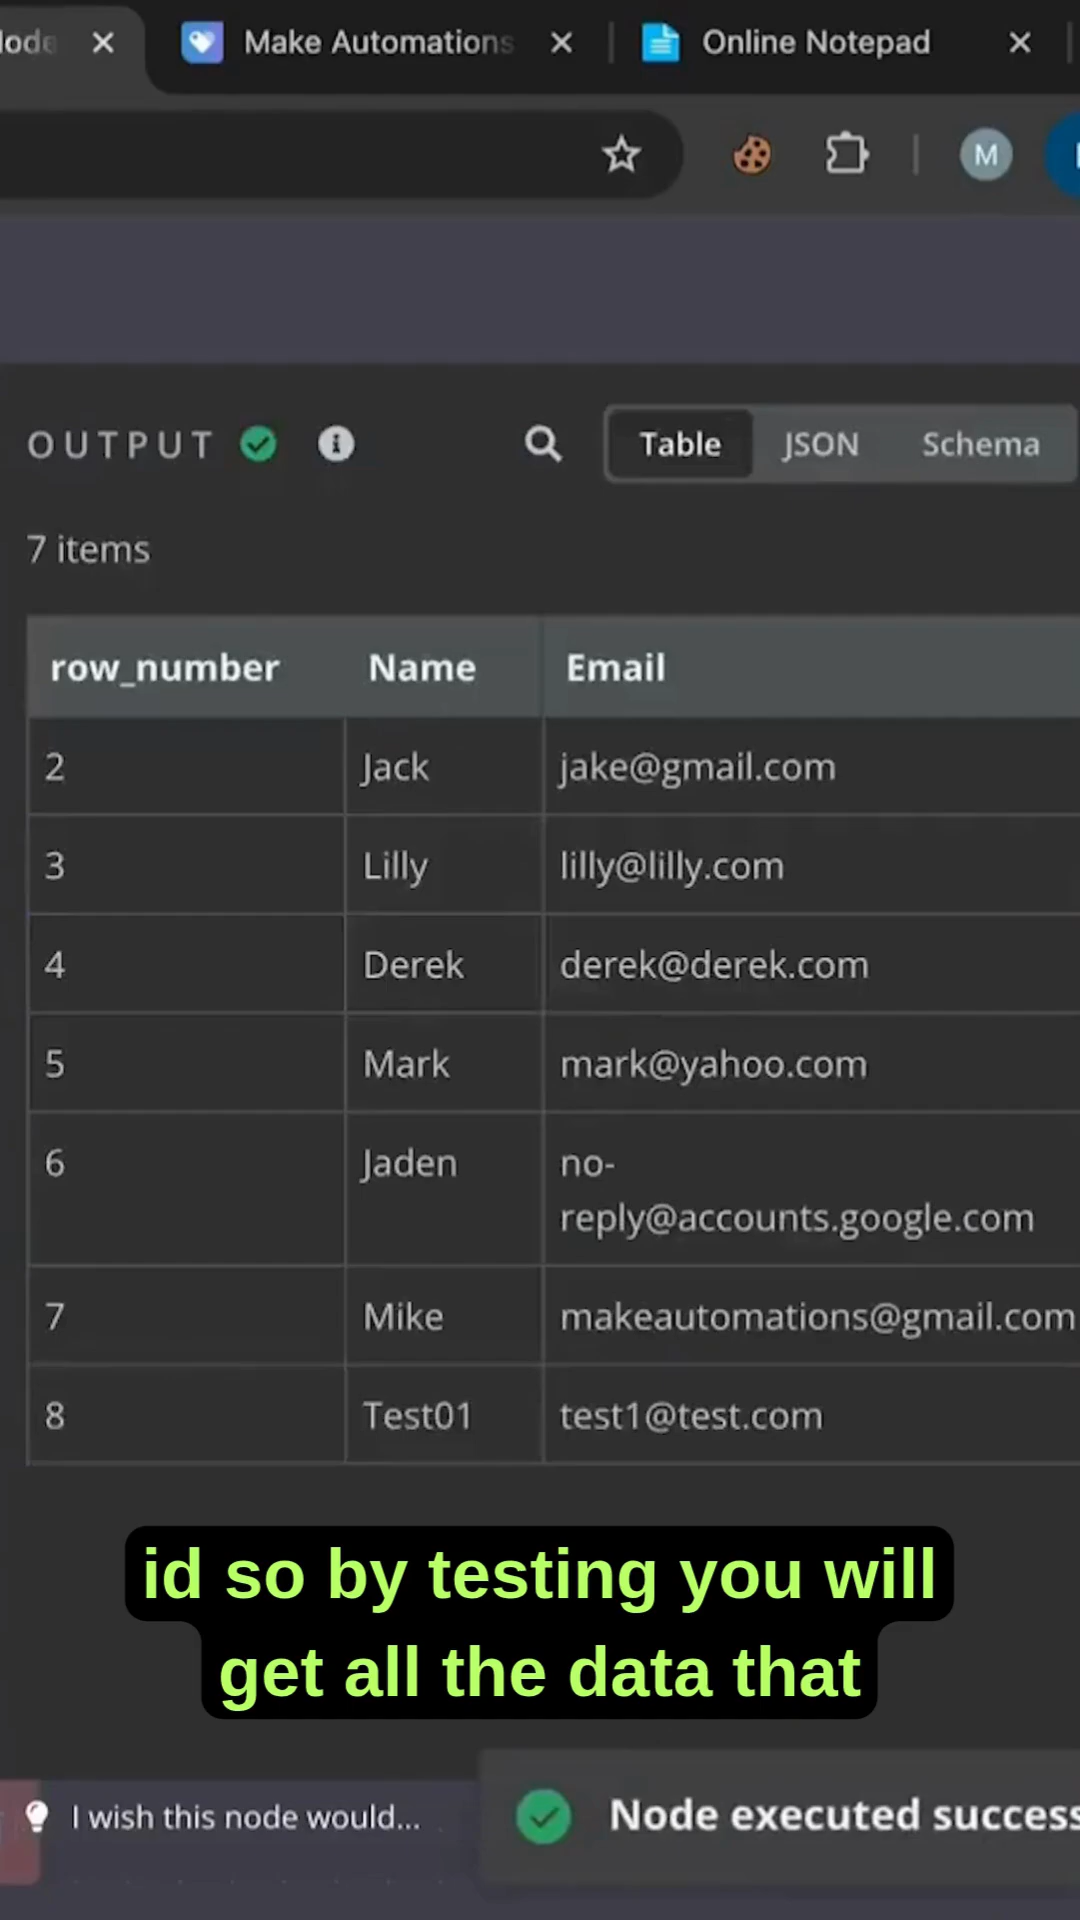 Make Automations
Online Notepad
M
OUTPUT
Table JSON Schema
7 items
row_number Name Email
2 Jack jake@gmail.com
3 Lilly lilly@lilly.com
4 Derek derek@derek.com
5 Mark mark@yahoo.com
6 Jaden no-
reply@accounts.google.com
7 Mike makeautomations@gmail.com
8 Test01 test1@test.com
id so by testing you will
get all the data that
I wish this node would...
Node executed success